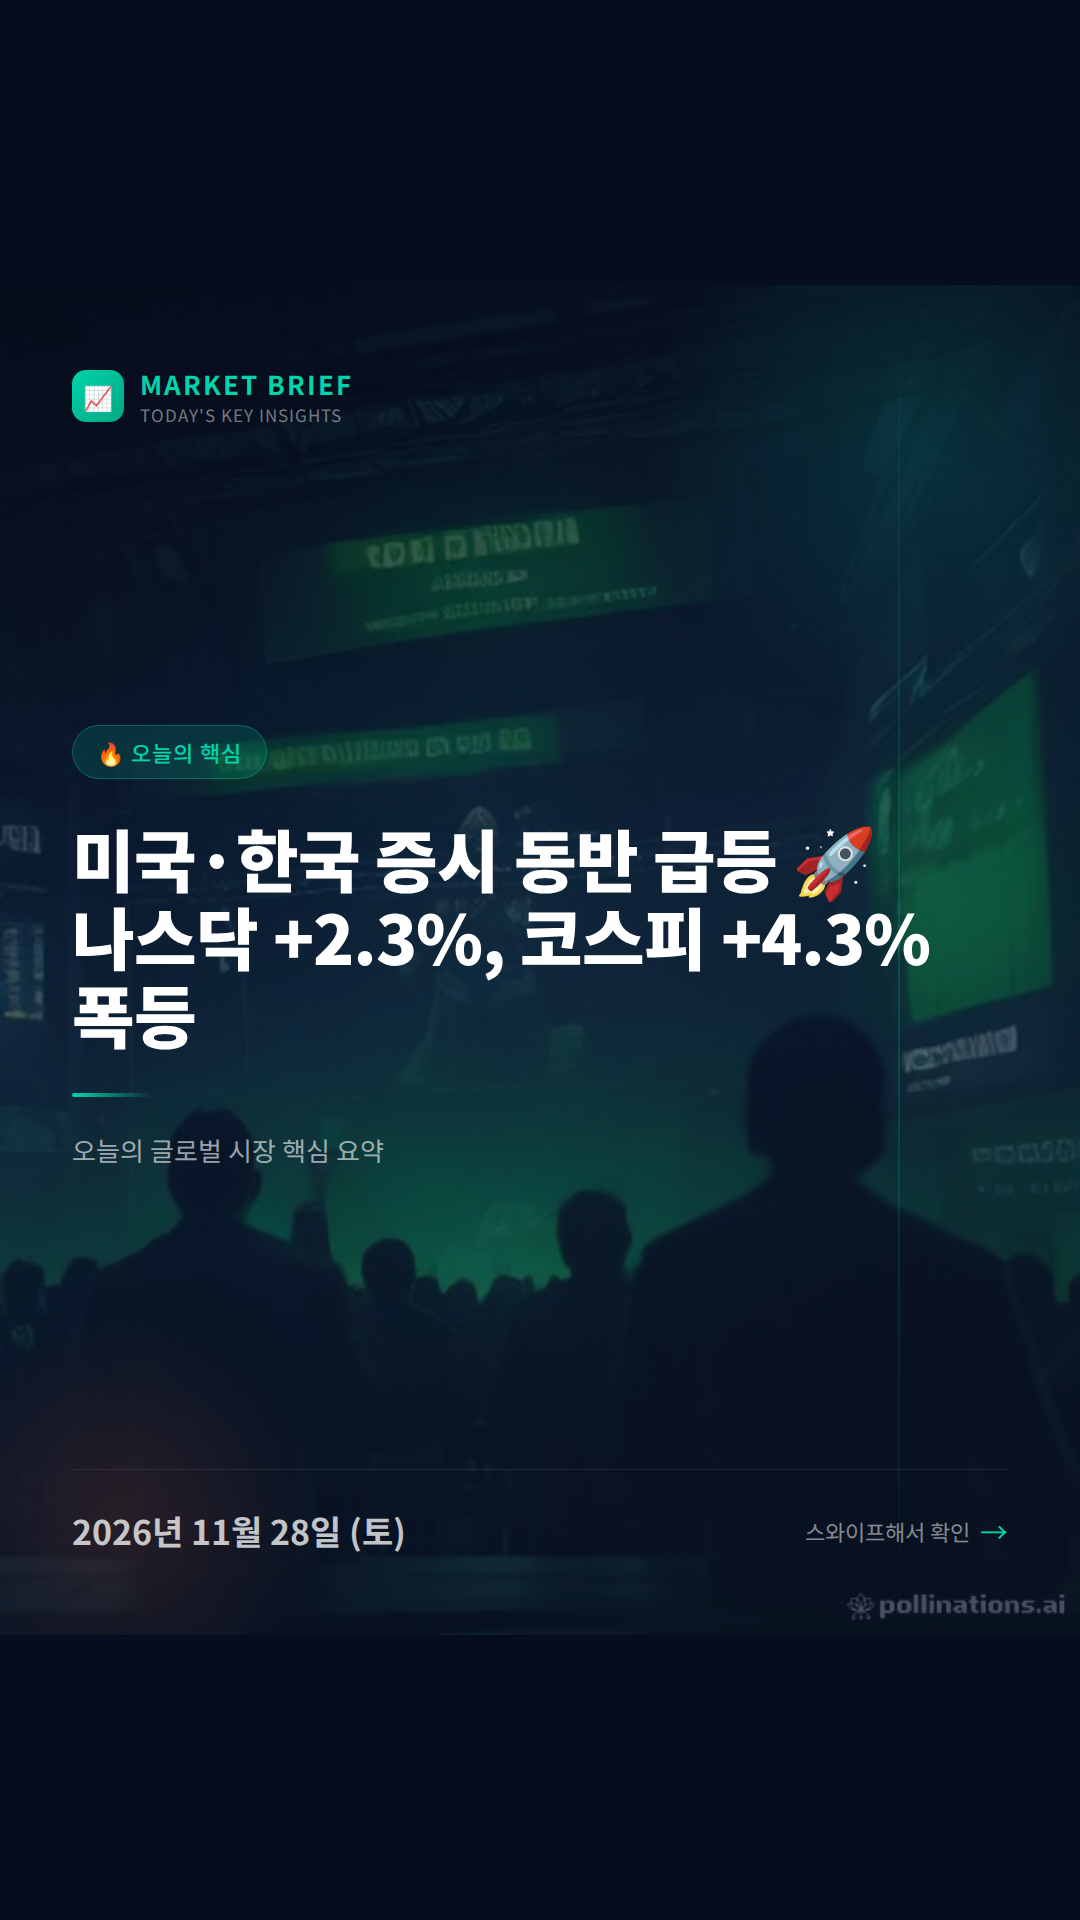 MARKET BRIEF
TODAY'S KEY INSIGHTS
🔥 오늘의 핵심
미국·한국 증시 동반 급등 🚀
나스닥 +2.3%, 코스피 +4.3%
폭등
오늘의 글로벌 시장 핵심 요약
2026년 11월 28일 (토)
스와이프해서 확인 →
pollinations.ai